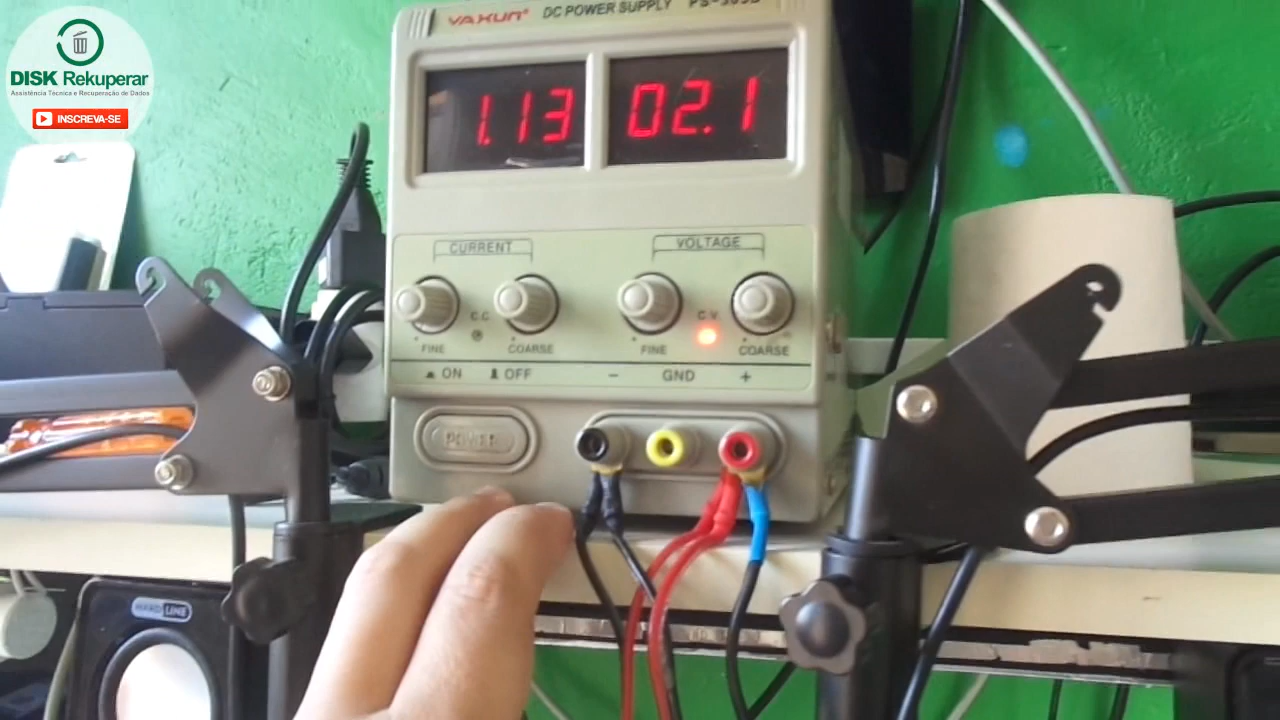 DISK Rekuperar
Assistência Técnica e Recuperação de Dados
INSCREVA-SE
YAXUN DC POWER SUPPLY
1.13 02.1
CURRENT VOLTAGE
C.C C.V
FINE COARSE FINE COARSE
ON OFF - GND +
POWER
HARDLINE